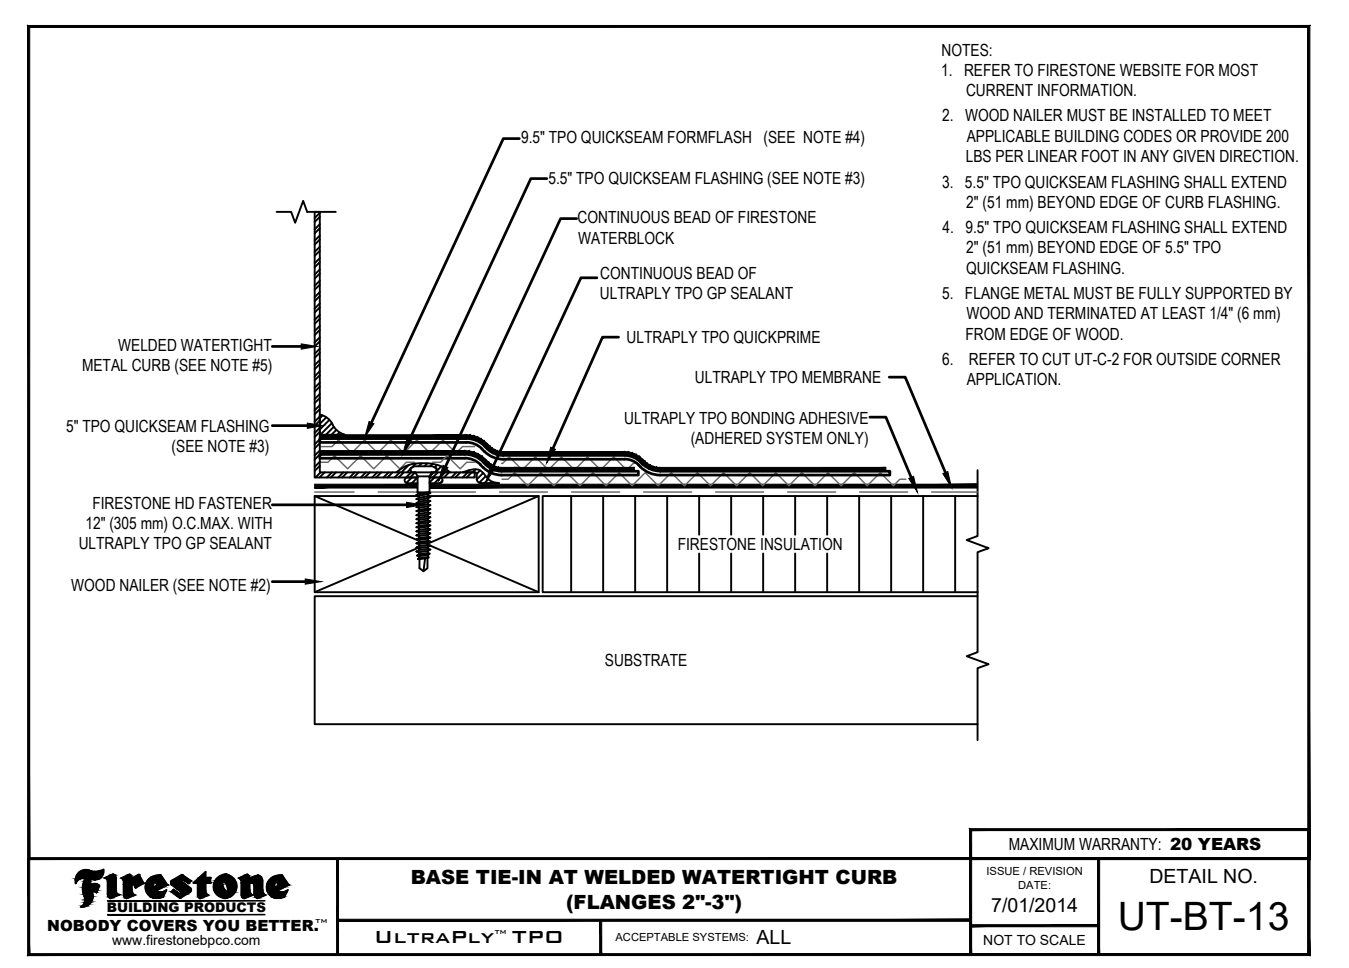 NOTES:
1. REFER TO FIRESTONE WEBSITE FOR MOST
CURRENT INFORMATION.
2. WOOD NAILER MUST BE INSTALLED TO MEET
APPLICABLE BUILDING CODES OR PROVIDE 200
LBS PER LINEAR FOOT IN ANY GIVEN DIRECTION.
3. 5.5" TPO QUICKSEAM FLASHING SHALL EXTEND
2" (51 mm) BEYOND EDGE OF CURB FLASHING.
4. 9.5" TPO QUICKSEAM FLASHING SHALL EXTEND
2" (51 mm) BEYOND EDGE OF 5.5" TPO
QUICKSEAM FLASHING.
5. FLANGE METAL MUST BE FULLY SUPPORTED BY
WOOD AND TERMINATED AT LEAST 1/4" (6 mm)
FROM EDGE OF WOOD.
6. REFER TO CUT UT-C-2 FOR OUTSIDE CORNER
APPLICATION.
9.5" TPO QUICKSEAM FORMFLASH (SEE NOTE #4)
5.5" TPO QUICKSEAM FLASHING (SEE NOTE #3)
CONTINUOUS BEAD OF FIRESTONE
WATERBLOCK
CONTINUOUS BEAD OF
ULTRAPLY TPO GP SEALANT
ULTRAPLY TPO QUICKPRIME
ULTRAPLY TPO MEMBRANE
ULTRAPLY TPO BONDING ADHESIVE
(ADHERED SYSTEM ONLY)
WELDED WATERTIGHT
METAL CURB (SEE NOTE #5)
5" TPO QUICKSEAM FLASHING
(SEE NOTE #3)
FIRESTONE HD FASTENER
12" (305 mm) O.C.MAX. WITH
ULTRAPLY TPO GP SEALANT
WOOD NAILER (SEE NOTE #2)
FIRESTONE INSULATION
SUBSTRATE
MAXIMUM WARRANTY: 20 YEARS
Firestone
BUILDING PRODUCTS
NOBODY COVERS YOU BETTER.™
www.firestonebpco.com
BASE TIE-IN AT WELDED WATERTIGHT CURB
(FLANGES 2"-3")
ULTRAPLY™ TPO
ACCEPTABLE SYSTEMS: ALL
ISSUE / REVISION
DATE:
7/01/2014
NOT TO SCALE
DETAIL NO.
UT-BT-13